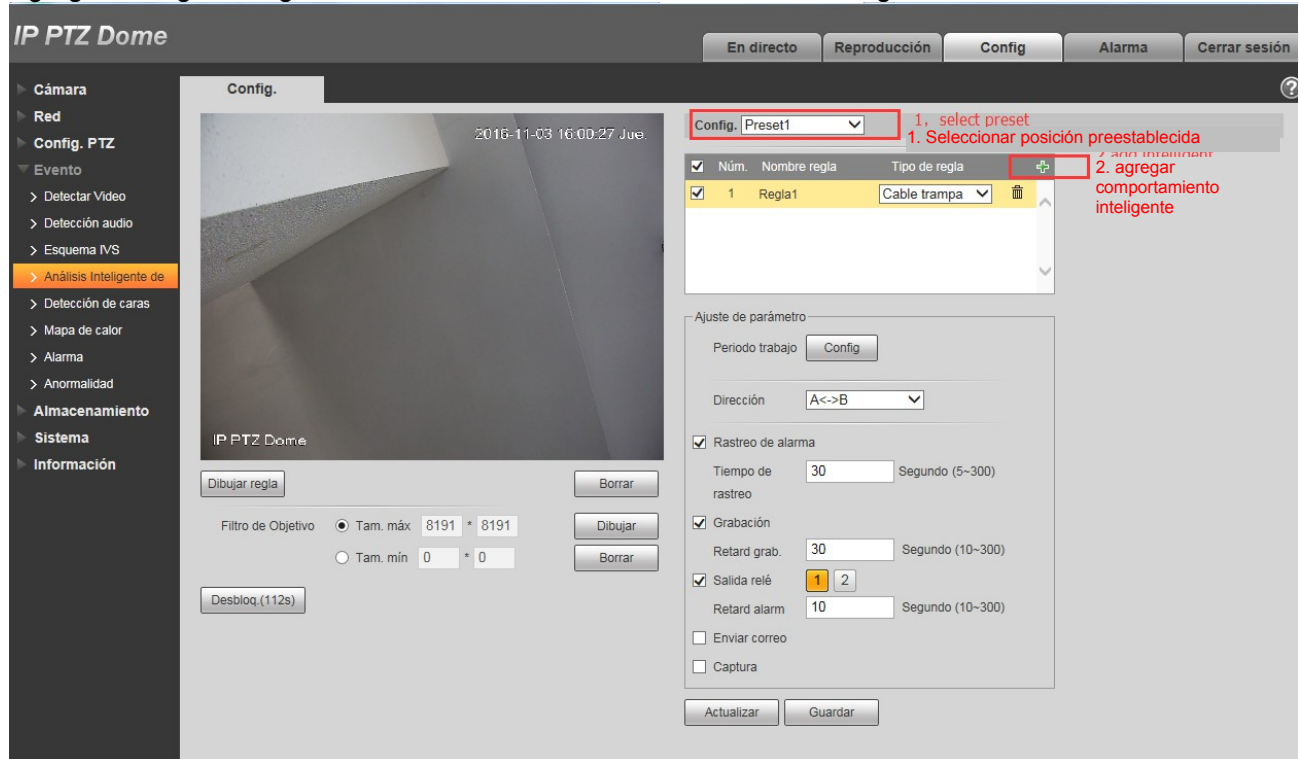 IP PTZ Dome
En directo Reproducción Config Alarma Cerrar sesión
Cámara
Red
Config. PTZ
Evento
Detectar Video
Detección audio
Esquema IVS
Análisis Inteligente de
Detección de caras
Mapa de calor
Alarma
Anormalidad
Almacenamiento
Sistema
Información
Config.
2016-11-03 16:00:27 Jue.
IP PTZ Dome
Dibujar regla Borrar
Filtro de Objetivo Tam. máx 8191 * 8191 Dibujar
Tam. mín 0 * 0 Borrar
Desbloq.(112s)
Config. Preset1
1, select preset
1. Seleccionar posición preestablecida
Núm. Nombre regla Tipo de regla
2. agregar
comportamiento
inteligente
1 Regla1 Cable trampa
Ajuste de parámetro
Periodo trabajo Config
Dirección A<->B
Rastreo de alarma
Tiempo de 30 Segundo (5~300)
rastreo
Grabación
Retard grab. 30 Segundo (10~300)
Salida relé 1 2
Retard alarm 10 Segundo (10~300)
Enviar correo
Captura
Actualizar Guardar